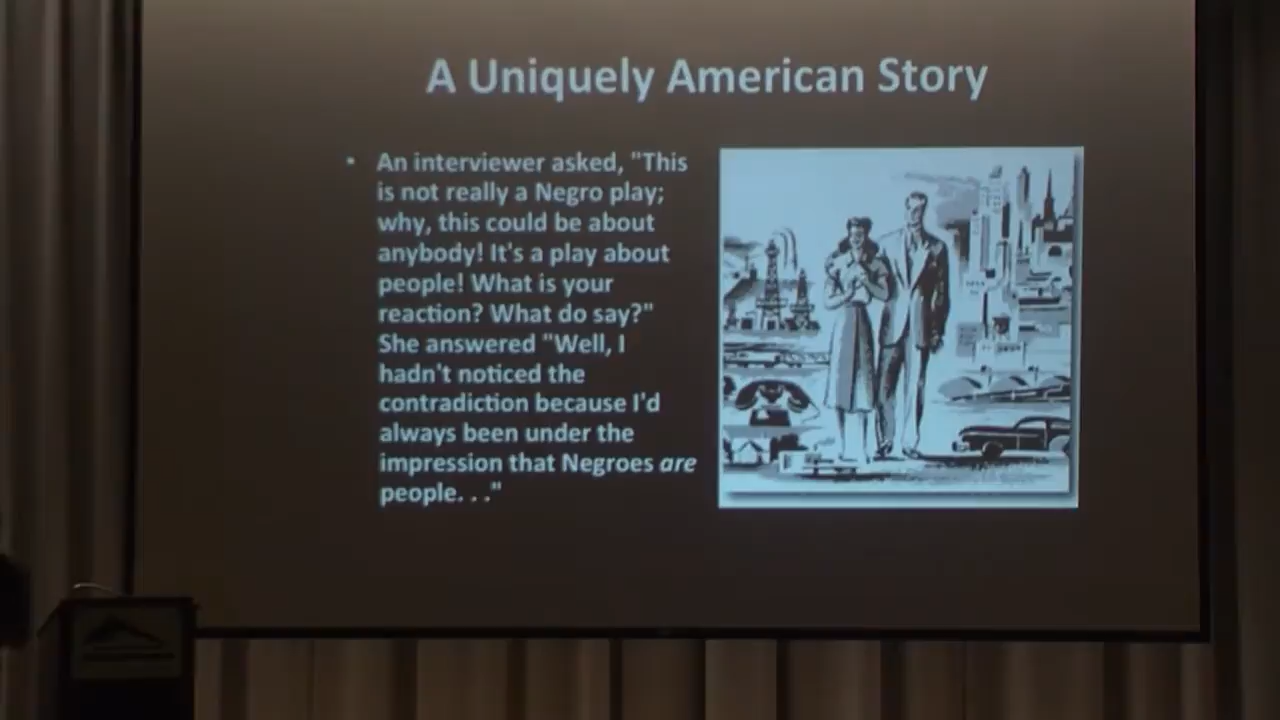 A Uniquely American Story
• An interviewer asked, "This
is not really a Negro play;
why, this could be about
anybody! It's a play about
people! What is your
reaction? What do say?"
She answered "Well, I
hadn't noticed the
contradiction because I'd
always been under the
impression that Negroes are
people. . ."